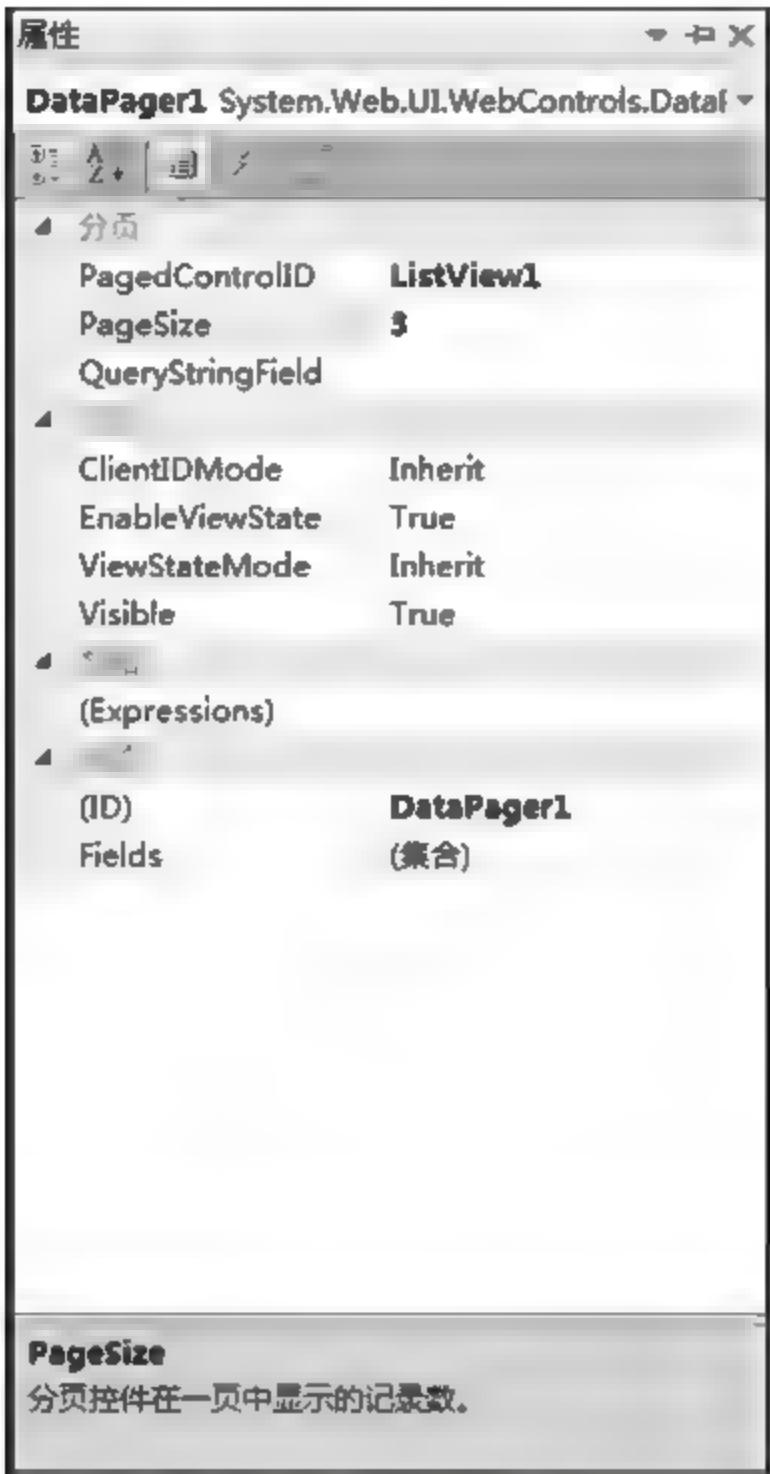 属性
DataPager1 System.Web.UI.WebControls.DataP
分页
PagedControlID ListView1
PageSize 3
QueryStringField
ClientIDMode Inherit
EnableViewState True
ViewStateMode Inherit
Visible True
(Expressions)
(ID) DataPager1
Fields (集合)
PageSize
分页控件在一页中显示的记录数。